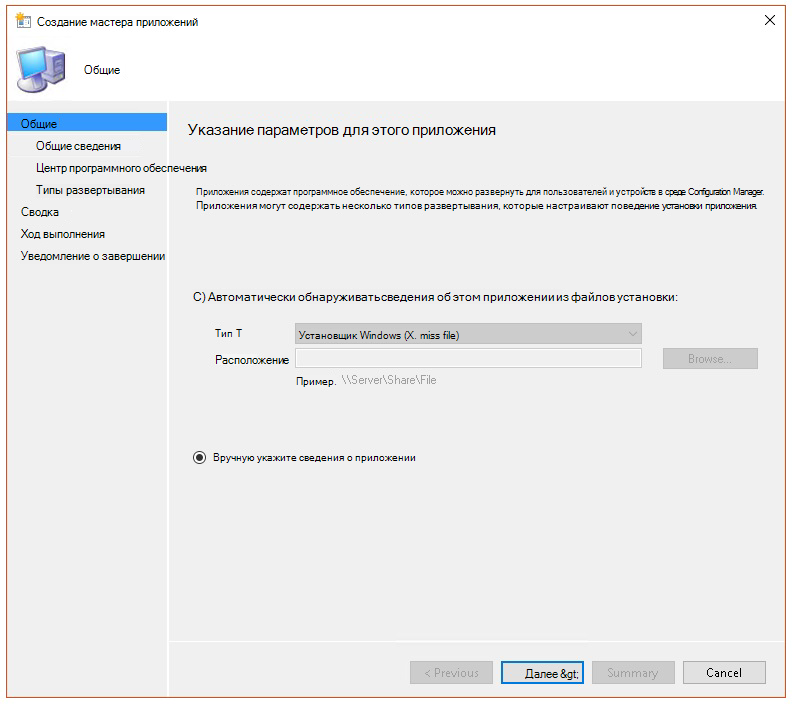 Создание мастера приложений
Общие
Общие
Общие сведения
Центр программного обеспечения
Типы развертывания
Сводка
Ход выполнения
Уведомление о завершении
Указание параметров для этого приложения
Приложения содержат программное обеспечение, которое можно развернуть для пользователей и устройств в среде Configuration Manager.
Приложения могут содержать несколько типов развертывания, которые настраивают поведение установки приложения.
С) Автоматически обнаруживать сведения об этом приложении из файлов установки:
Тип Т
Установщик Windows (X. miss file)
Расположение
Browse...
Пример. \\Server\Share\File
Вручную укажите сведения о приложении
< Previous
Далее &gt;
Summary
Cancel